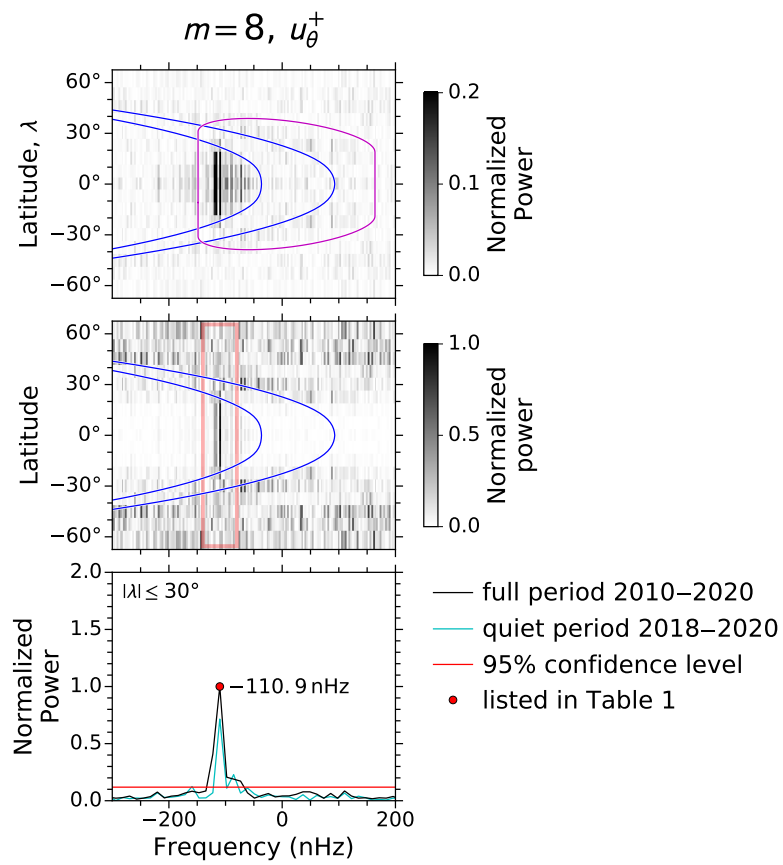 m = 8, u_θ^+
60°
30°
0°
−30°
−60°
Latitude, λ
0.2
0.1
0.0
Normalized
Power
60°
30°
0°
−30°
−60°
Latitude
1.0
0.5
0.0
Normalized
power
2.0
1.5
1.0
0.5
0.0
Normalized
Power
|λ| ≤ 30°
−110.9 nHz
−200
0
200
Frequency (nHz)
full period 2010−2020
quiet period 2018−2020
95% confidence level
listed in Table 1